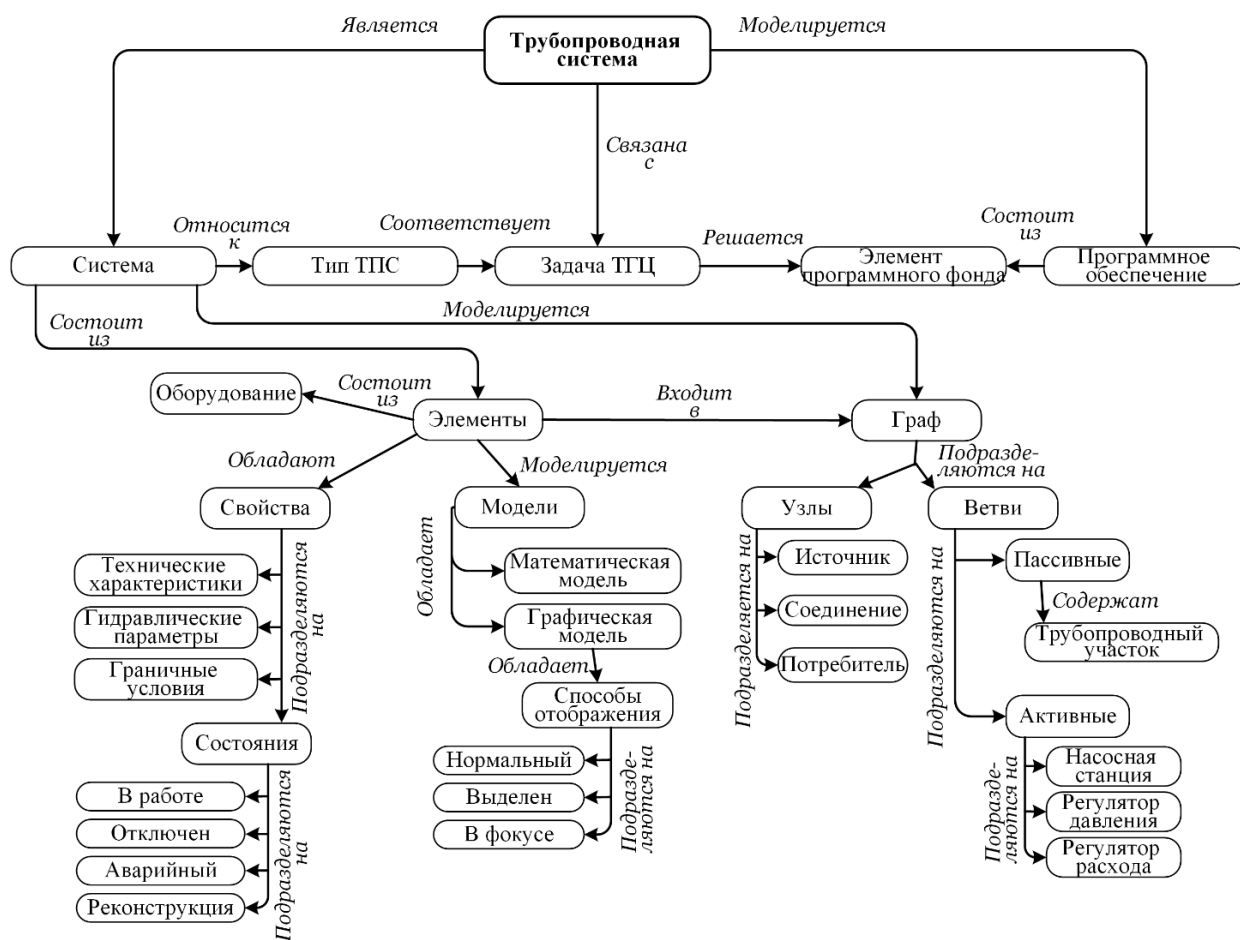 Является
Трубопроводная
система
Моделируется
Связана
с
Относится
к
Соответствует
Решается
Состоит
из
Система
Тип ТПС
Задача ТГЦ
Элемент
программного фонда
Программное
обеспечение
Состоит
из
Моделируется
Оборудование
Состоит
из
Элементы
Входит
в
Граф
Обладают
Моделируется
Подразде-
ляются на
Свойства
Модели
Узлы
Ветви
Подразделяются
на
Технические
характеристики
Гидравлические
параметры
Граничные
условия
Обладает
Математическая
модель
Графическая
модель
Обладает
Способы
отображения
Подразделяется на
Источник
Соединение
Потребитель
Подразделяются на
Пассивные
Содержат
Трубопроводный
участок
Состояния
Подразделяются
на
В работе
Отключен
Аварийный
Реконструкция
Нормальный
Выделен
В фокусе
Подразде-
ляются на
Активные
Подразде-
ляются на
Насосная
станция
Регулятор
давления
Регулятор
расхода